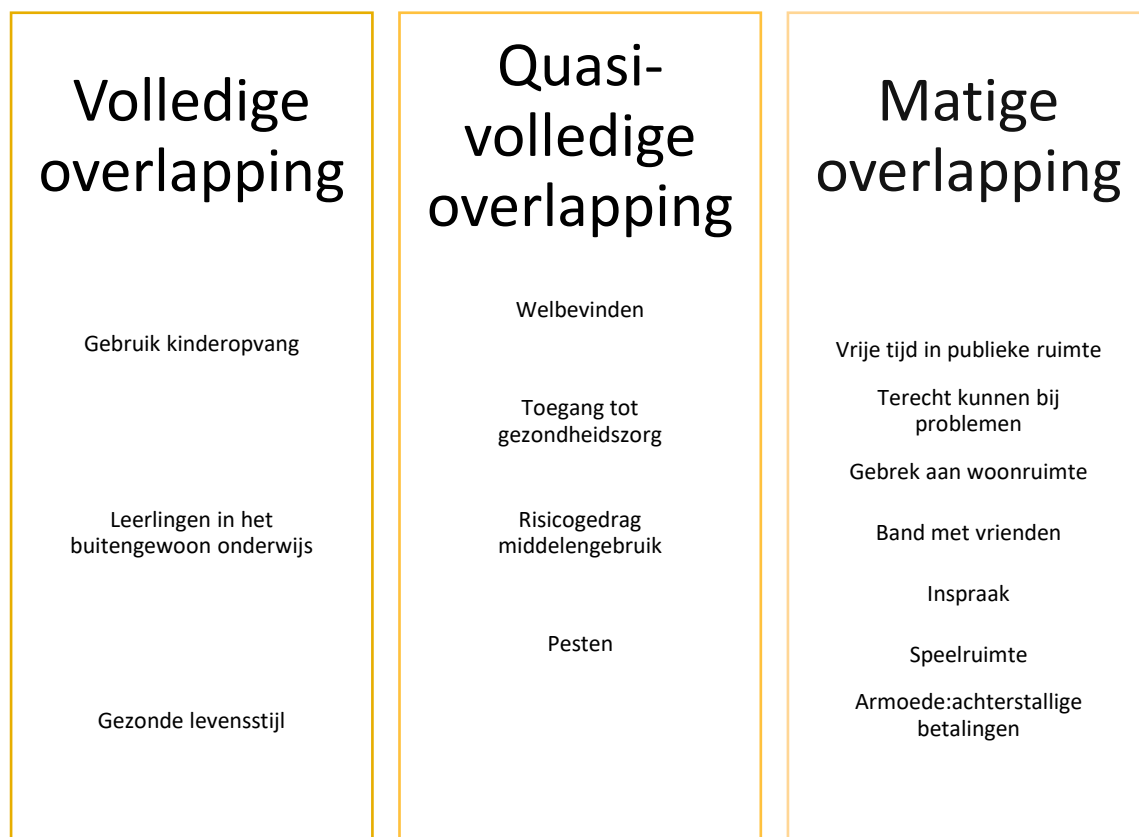 Volledige
overlapping
Gebruik kinderopvang
Leerlingen in het
buitengewoon onderwijs
Gezonde levensstijl
Quasi-
volledige
overlapping
Welbevinden
Toegang tot
gezondheidszorg
Risicogedrag
middelengebruik
Pesten
Matige
overlapping
Vrije tijd in publieke ruimte
Terecht kunnen bij
problemen
Gebrek aan woonruimte
Band met vrienden
Inspraak
Speelruimte
Armoede:achterstallige
betalingen